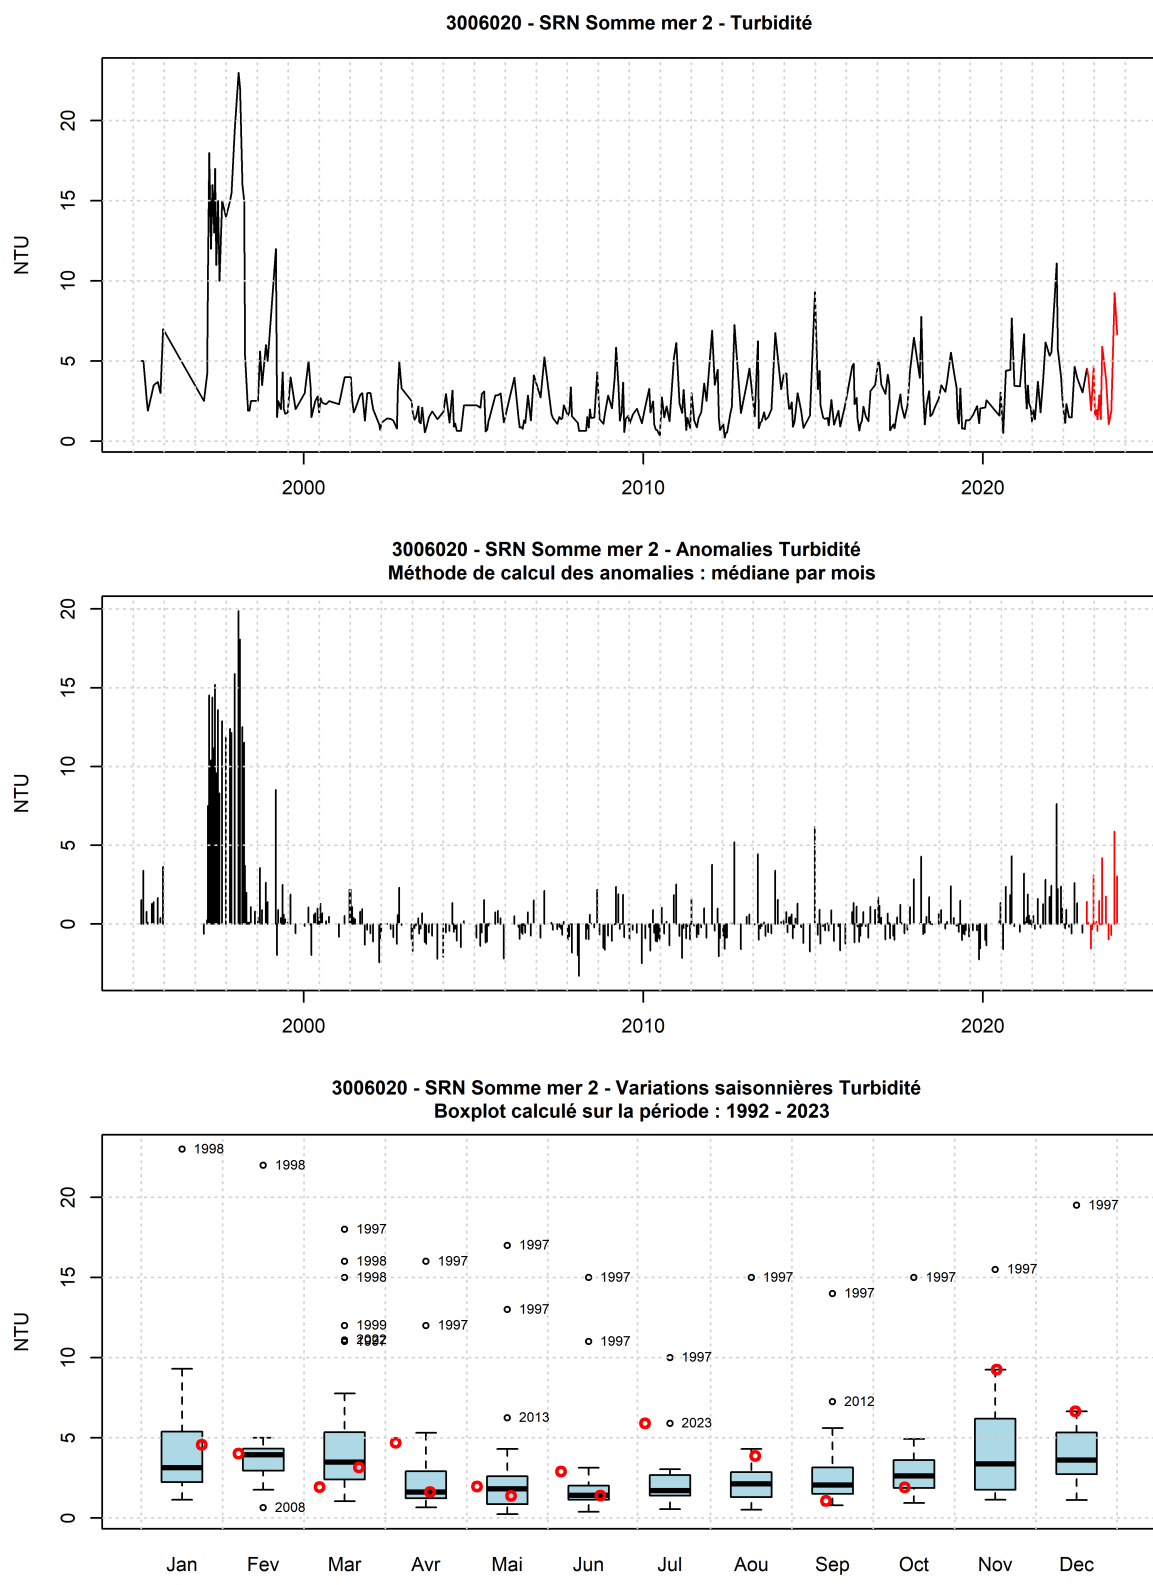 3006020 - SRN Somme mer 2 - Turbidité
NTU
20
15
10
5
0
2000
2010
2020
3006020 - SRN Somme mer 2 - Anomalies Turbidité
Méthode de calcul des anomalies : médiane par mois
NTU
20
15
10
5
0
2000
2010
2020
3006020 - SRN Somme mer 2 - Variations saisonnières Turbidité
Boxplot calculé sur la période : 1992 - 2023
NTU
20
15
10
5
0
1998
1998
2008
1997
1998
1998
1999
2022
1997
1997
1997
1997
2013
1997
1997
1997
2023
1997
1997
2012
1997
1997
1997
Jan
Fev
Mar
Avr
Mai
Jun
Jul
Aou
Sep
Oct
Nov
Dec